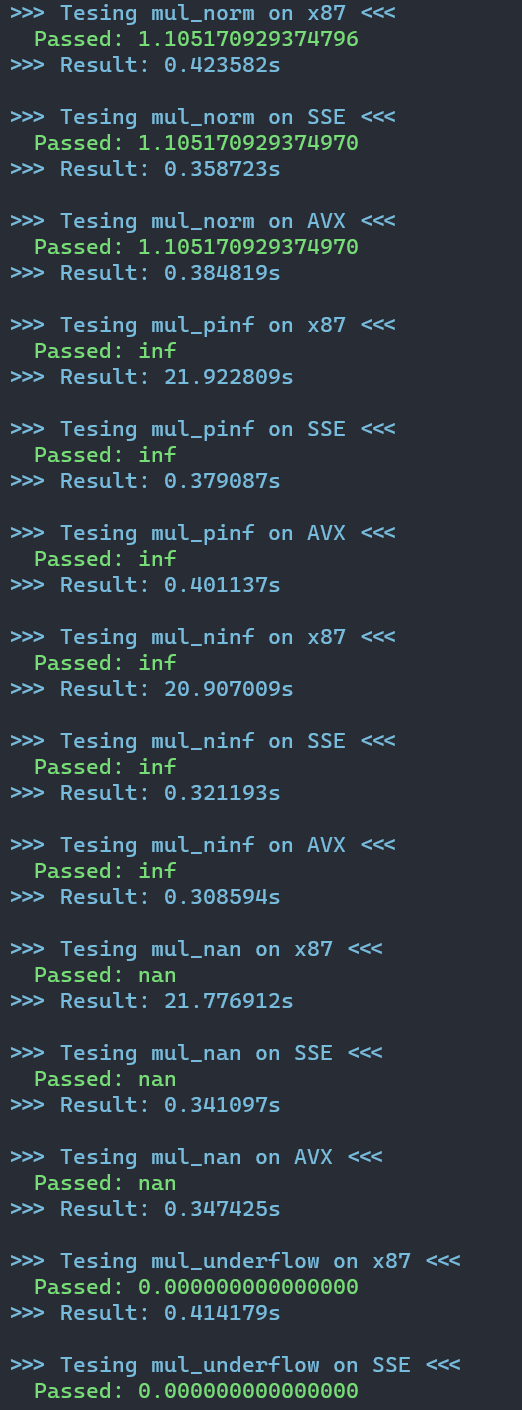 >>> Tesing mul_norm on x87 <<<
Passed: 1.105170929374796
>>> Result: 0.423582s
>>> Tesing mul_norm on SSE <<<
Passed: 1.105170929374970
>>> Result: 0.358723s
>>> Tesing mul_norm on AVX <<<
Passed: 1.105170929374970
>>> Result: 0.384819s
>>> Tesing mul_pinf on x87 <<<
Passed: inf
>>> Result: 21.922809s
>>> Tesing mul_pinf on SSE <<<
Passed: inf
>>> Result: 0.379087s
>>> Tesing mul_pinf on AVX <<<
Passed: inf
>>> Result: 0.401137s
>>> Tesing mul_ninf on x87 <<<
Passed: inf
>>> Result: 20.907009s
>>> Tesing mul_ninf on SSE <<<
Passed: inf
>>> Result: 0.321193s
>>> Tesing mul_ninf on AVX <<<
Passed: inf
>>> Result: 0.308594s
>>> Tesing mul_nan on x87 <<<
Passed: nan
>>> Result: 21.776912s
>>> Tesing mul_nan on SSE <<<
Passed: nan
>>> Result: 0.341097s
>>> Tesing mul_nan on AVX <<<
Passed: nan
>>> Result: 0.347425s
>>> Tesing mul_underflow on x87 <<<
Passed: 0.000000000000000
>>> Result: 0.414179s
>>> Tesing mul_underflow on SSE <<<
Passed: 0.000000000000000